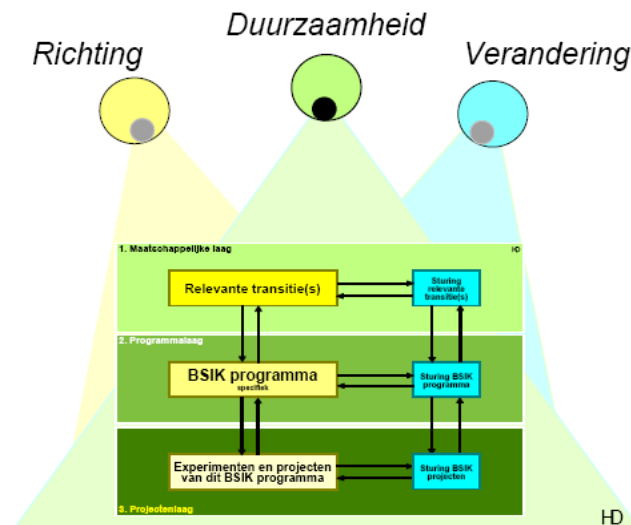 Duurzaamheid
Richting
Verandering
1. Maatschappelijke laag
HD
Relevante transitie(s)
Sturing
relevante
transitie(s)
2. Programmalaag
BSIK programma
specifiek
Sturing BSIK
programma
Experimenten en projecten
van dit BSIK programma
Sturing BSIK
projecten
3. Projectenlaag
HD